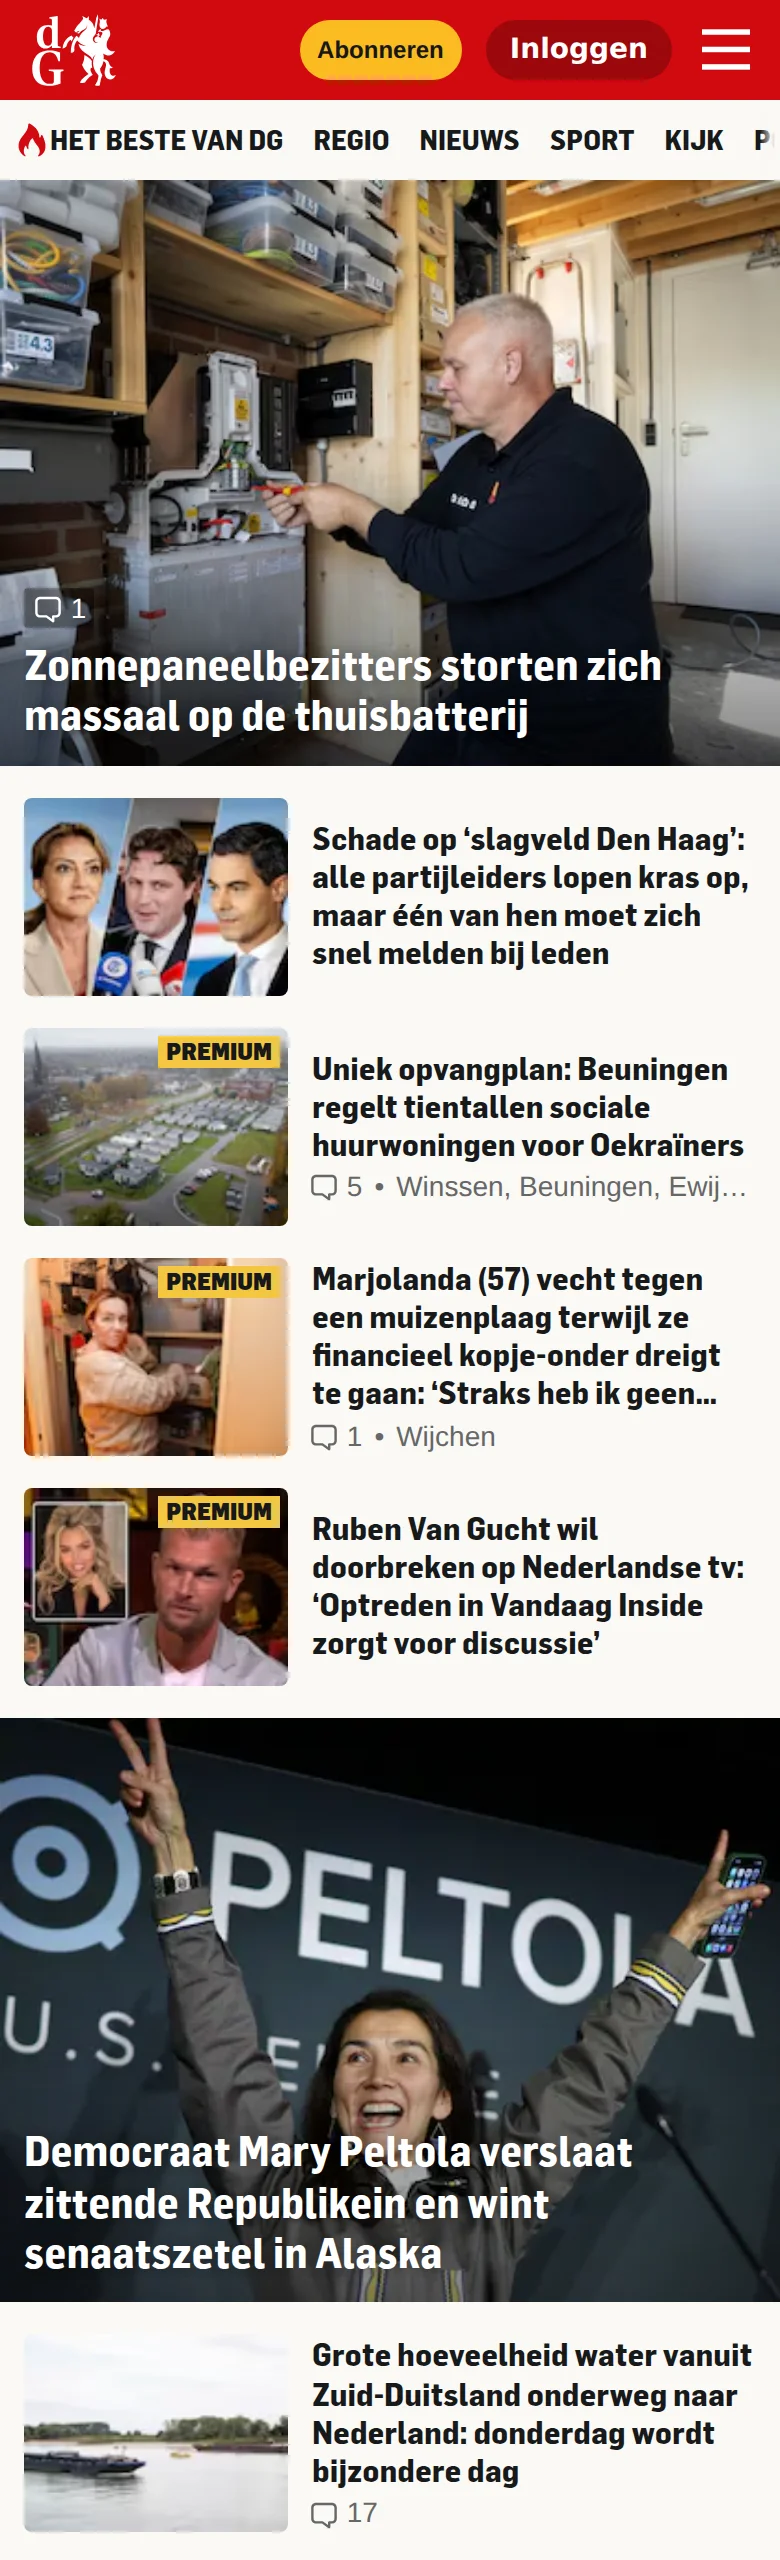 dG
Abonneren
Inloggen
HET BESTE VAN DG
REGIO
NIEUWS
SPORT
KIJK
1
Zonnepaneelbezitters storten zich
massaal op de thuisbatterij
Schade op ‘slagveld Den Haag’:
alle partijleiders lopen kras op,
maar één van hen moet zich
snel melden bij leden
PREMIUM
Uniek opvangplan: Beuningen
regelt tientallen sociale
huurwoningen voor Oekraïners
5 • Winssen, Beuningen, Ewij…
PREMIUM
Marjolanda (57) vecht tegen
een muizenplaag terwijl ze
financieel kopje-onder dreigt
te gaan: ‘Straks heb ik geen…
1 • Wijchen
PREMIUM
Ruben Van Gucht wil
doorbreken op Nederlandse tv:
‘Optreden in Vandaag Inside
zorgt voor discussie’
PELTOLA
U.S.
Democraat Mary Peltola verslaat
zittende Republikein en wint
senaatszetel in Alaska
Grote hoeveelheid water vanuit
Zuid-Duitsland onderweg naar
Nederland: donderdag wordt
bijzondere dag
17